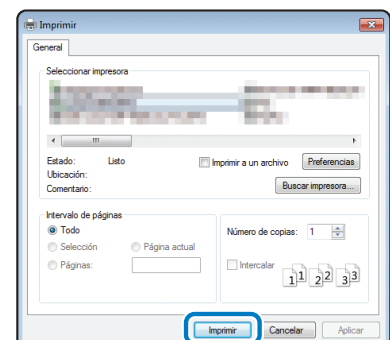 Imprimir
General
Seleccionar impresora
Estado: Listo
Imprimir a un archivo
Preferencias
Ubicación:
Comentario:
Buscar impresora...
Intervalo de páginas
Todo
Selección
Página actual
Páginas:
Número de copias: 1
Intercalar
1 1 2 2 3 3
Imprimir
Cancelar
Aplicar